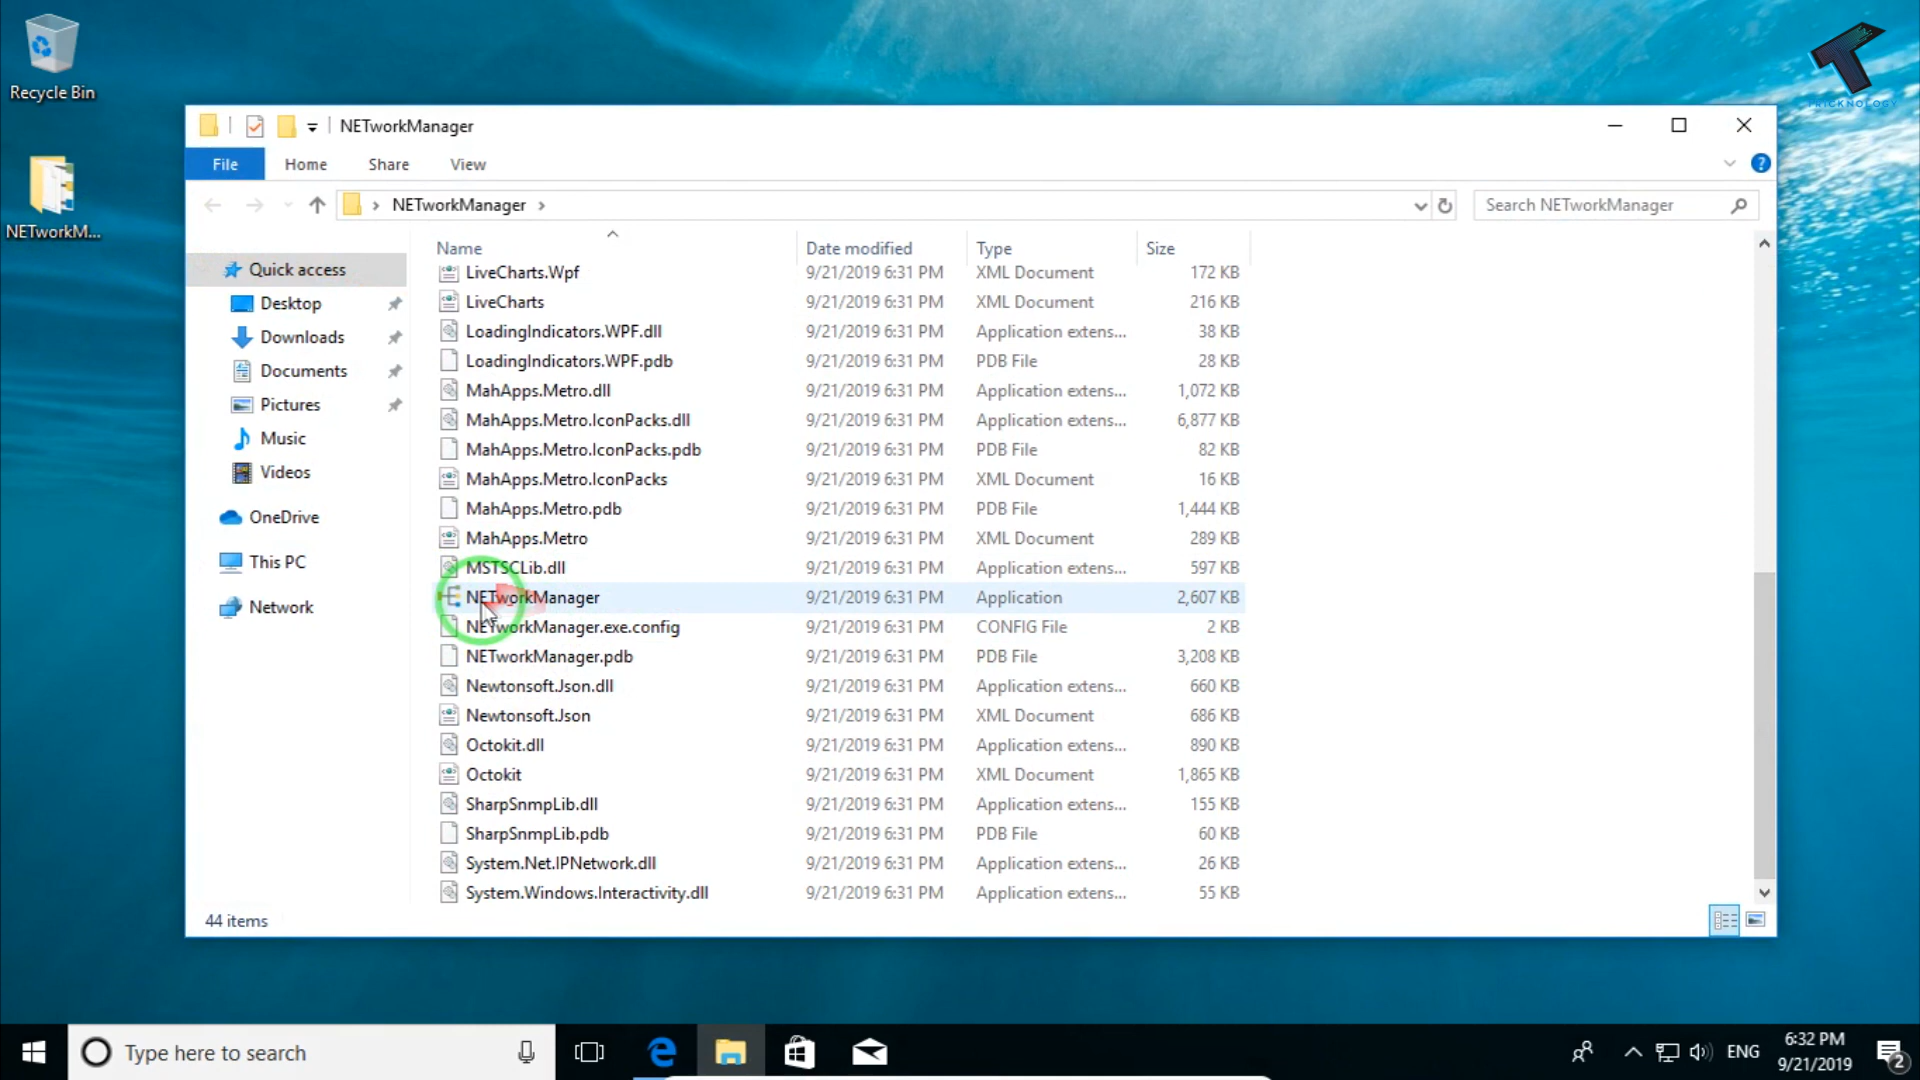 Recycle Bin
NETworkM...
TRICKNOLOGY
NETworkManager
File Home Share View
NETworkManager
Search NETworkManager
Quick access
Desktop
Downloads
Documents
Pictures
Music
Videos
OneDrive
This PC
Network
Name Date modified Type Size
LiveCharts.Wpf 9/21/2019 6:31 PM XML Document 172 KB
LiveCharts 9/21/2019 6:31 PM XML Document 216 KB
LoadingIndicators.WPF.dll 9/21/2019 6:31 PM Application extens... 38 KB
LoadingIndicators.WPF.pdb 9/21/2019 6:31 PM PDB File 28 KB
MahApps.Metro.dll 9/21/2019 6:31 PM Application extens... 1,072 KB
MahApps.Metro.IconPacks.dll 9/21/2019 6:31 PM Application extens... 6,877 KB
MahApps.Metro.IconPacks.pdb 9/21/2019 6:31 PM PDB File 82 KB
MahApps.Metro.IconPacks 9/21/2019 6:31 PM XML Document 16 KB
MahApps.Metro.pdb 9/21/2019 6:31 PM PDB File 1,444 KB
MahApps.Metro 9/21/2019 6:31 PM XML Document 289 KB
MSTSCLib.dll 9/21/2019 6:31 PM Application extens... 597 KB
NETworkManager 9/21/2019 6:31 PM Application 2,607 KB
NETworkManager.exe.config 9/21/2019 6:31 PM CONFIG File 2 KB
NETworkManager.pdb 9/21/2019 6:31 PM PDB File 3,208 KB
Newtonsoft.Json.dll 9/21/2019 6:31 PM Application extens... 660 KB
Newtonsoft.Json 9/21/2019 6:31 PM XML Document 686 KB
Octokit.dll 9/21/2019 6:31 PM Application extens... 890 KB
Octokit 9/21/2019 6:31 PM XML Document 1,865 KB
SharpSnmpLib.dll 9/21/2019 6:31 PM Application extens... 155 KB
SharpSnmpLib.pdb 9/21/2019 6:31 PM PDB File 60 KB
System.Net.IPNetwork.dll 9/21/2019 6:31 PM Application extens... 26 KB
System.Windows.Interactivity.dll 9/21/2019 6:31 PM Application extens... 55 KB
44 items
Type here to search
ENG
6:32 PM
9/21/2019
2